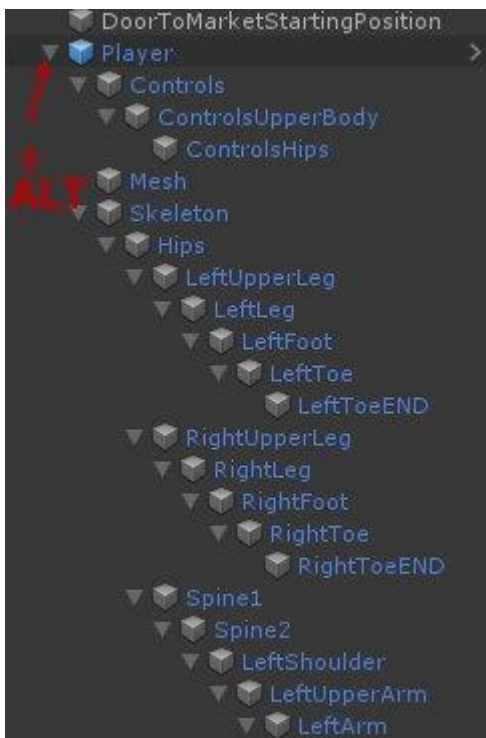 DoorToMarketStartingPosition
Player
Controls
ControlsUpperBody
ControlsHips
Mesh
+
ALT
Skeleton
Hips
LeftUpperLeg
LeftLeg
LeftFoot
LeftToe
LeftToeEND
RightUpperLeg
RightLeg
RightFoot
RightToe
RightToeEND
Spine1
Spine2
LeftShoulder
LeftUpperArm
LeftArm